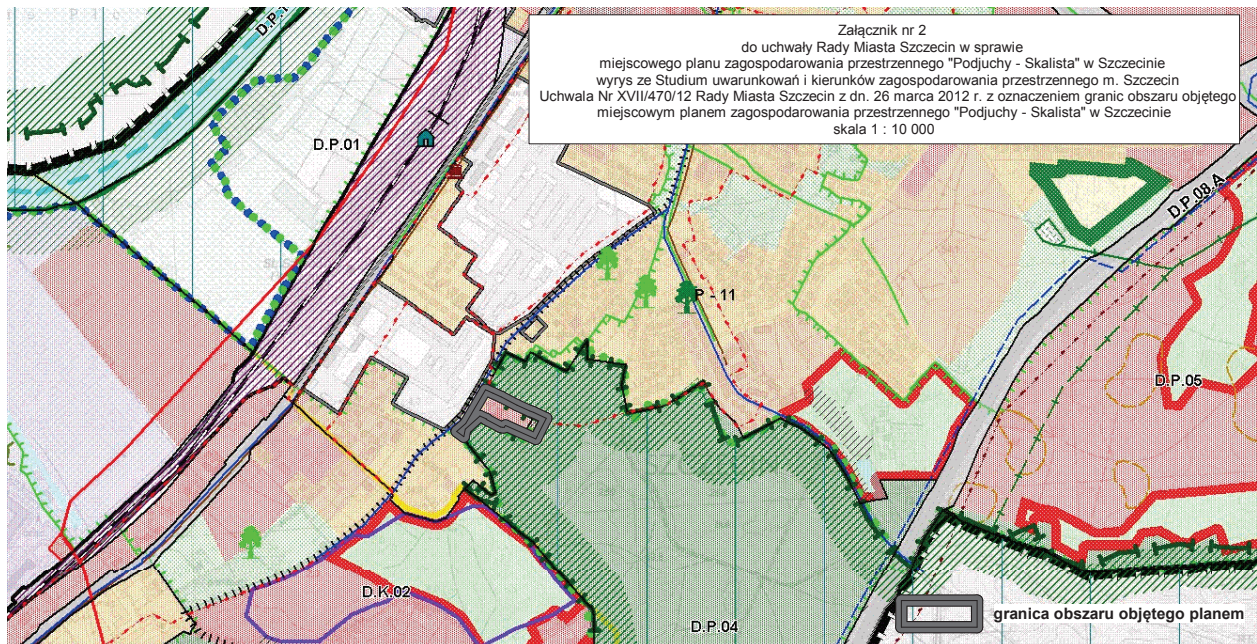 Załącznik nr 2
do uchwały Rady Miasta Szczecin w sprawie
miejscowego planu zagospodarowania przestrzennego "Podjuchy - Skalista" w Szczecinie
wyrys ze Studium uwarunkowań i kierunków zagospodarowania przestrzennego m. Szczecin
Uchwala Nr XVII/470/12 Rady Miasta Szczecin z dn. 26 marca 2012 r. z oznaczeniem granic obszaru objętego
miejscowym planem zagospodarowania przestrzennego "Podjuchy - Skalista" w Szczecinie
skala 1 : 10 000
D.P.01
D.P.08.A
P - 11
D.P.05
D.K.02
D.P.04
granica obszaru objętego planem